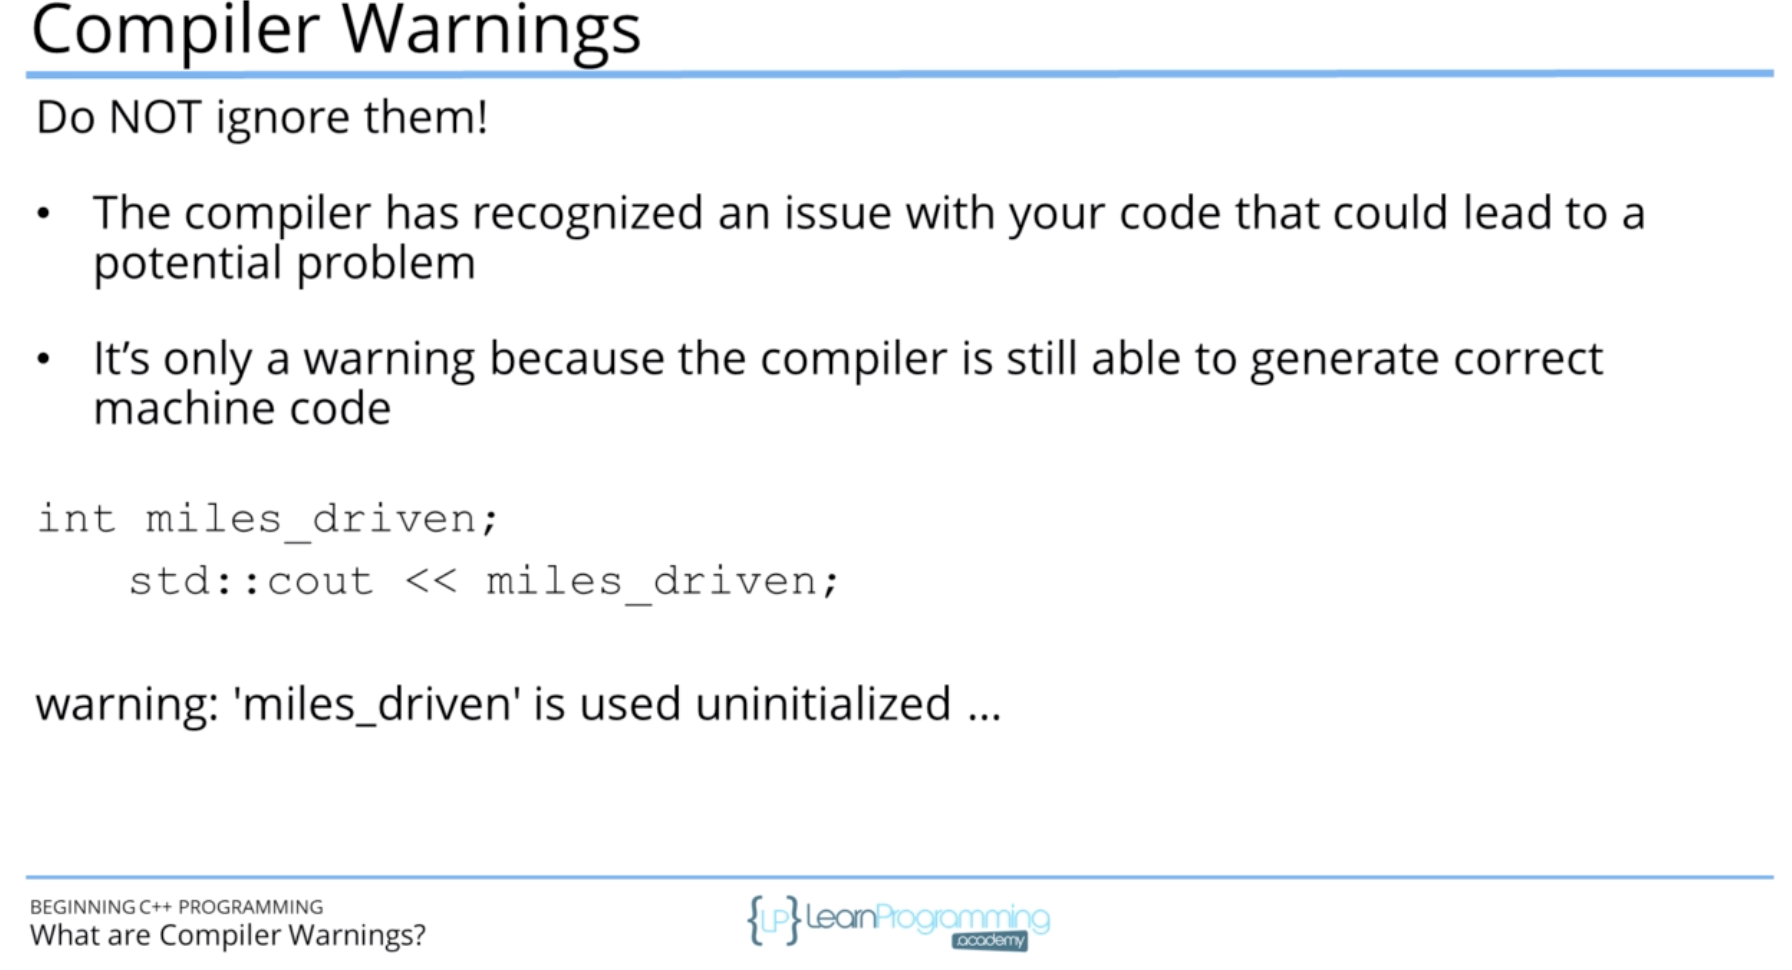 Compiler Warnings
Do NOT ignore them!
• The compiler has recognized an issue with your code that could lead to a
potential problem
• It’s only a warning because the compiler is still able to generate correct
machine code
int miles_driven;
std::cout << miles_driven;
warning: 'miles_driven' is used uninitialized ...
BEGINNING C++ PROGRAMMING
What are Compiler Warnings?
{LP} LearnProgramming
academy